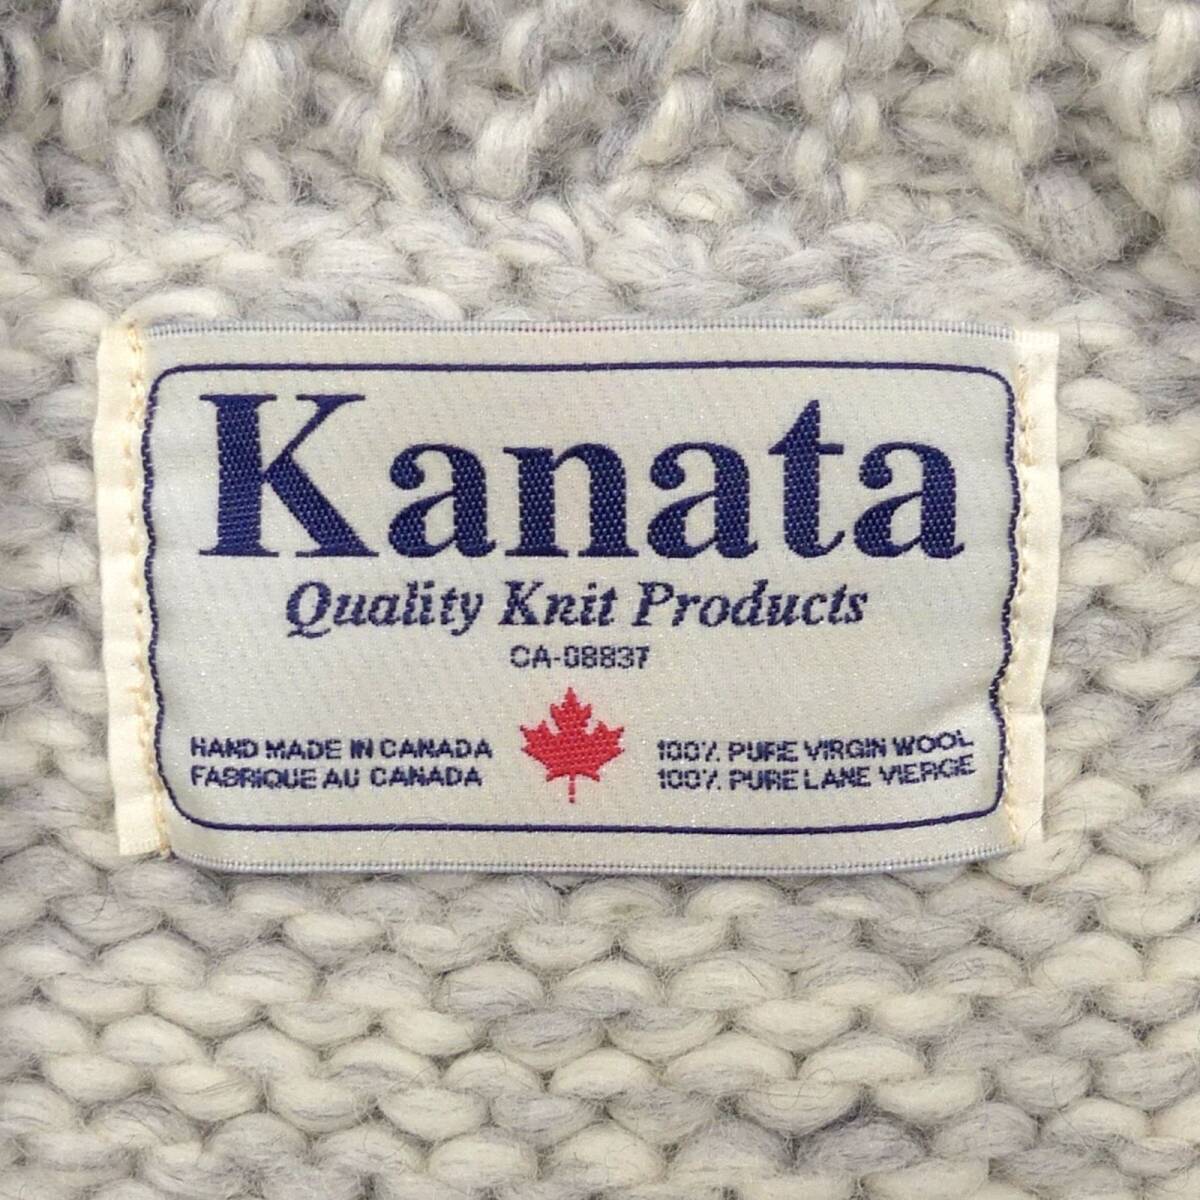 Kanata
Quality Knit Products
CA-08837
HAND MADE IN CANADA
FABRIQUE AU CANADA
100% PURE VIRGIN WOOL
100% PURE LANE VIERGE